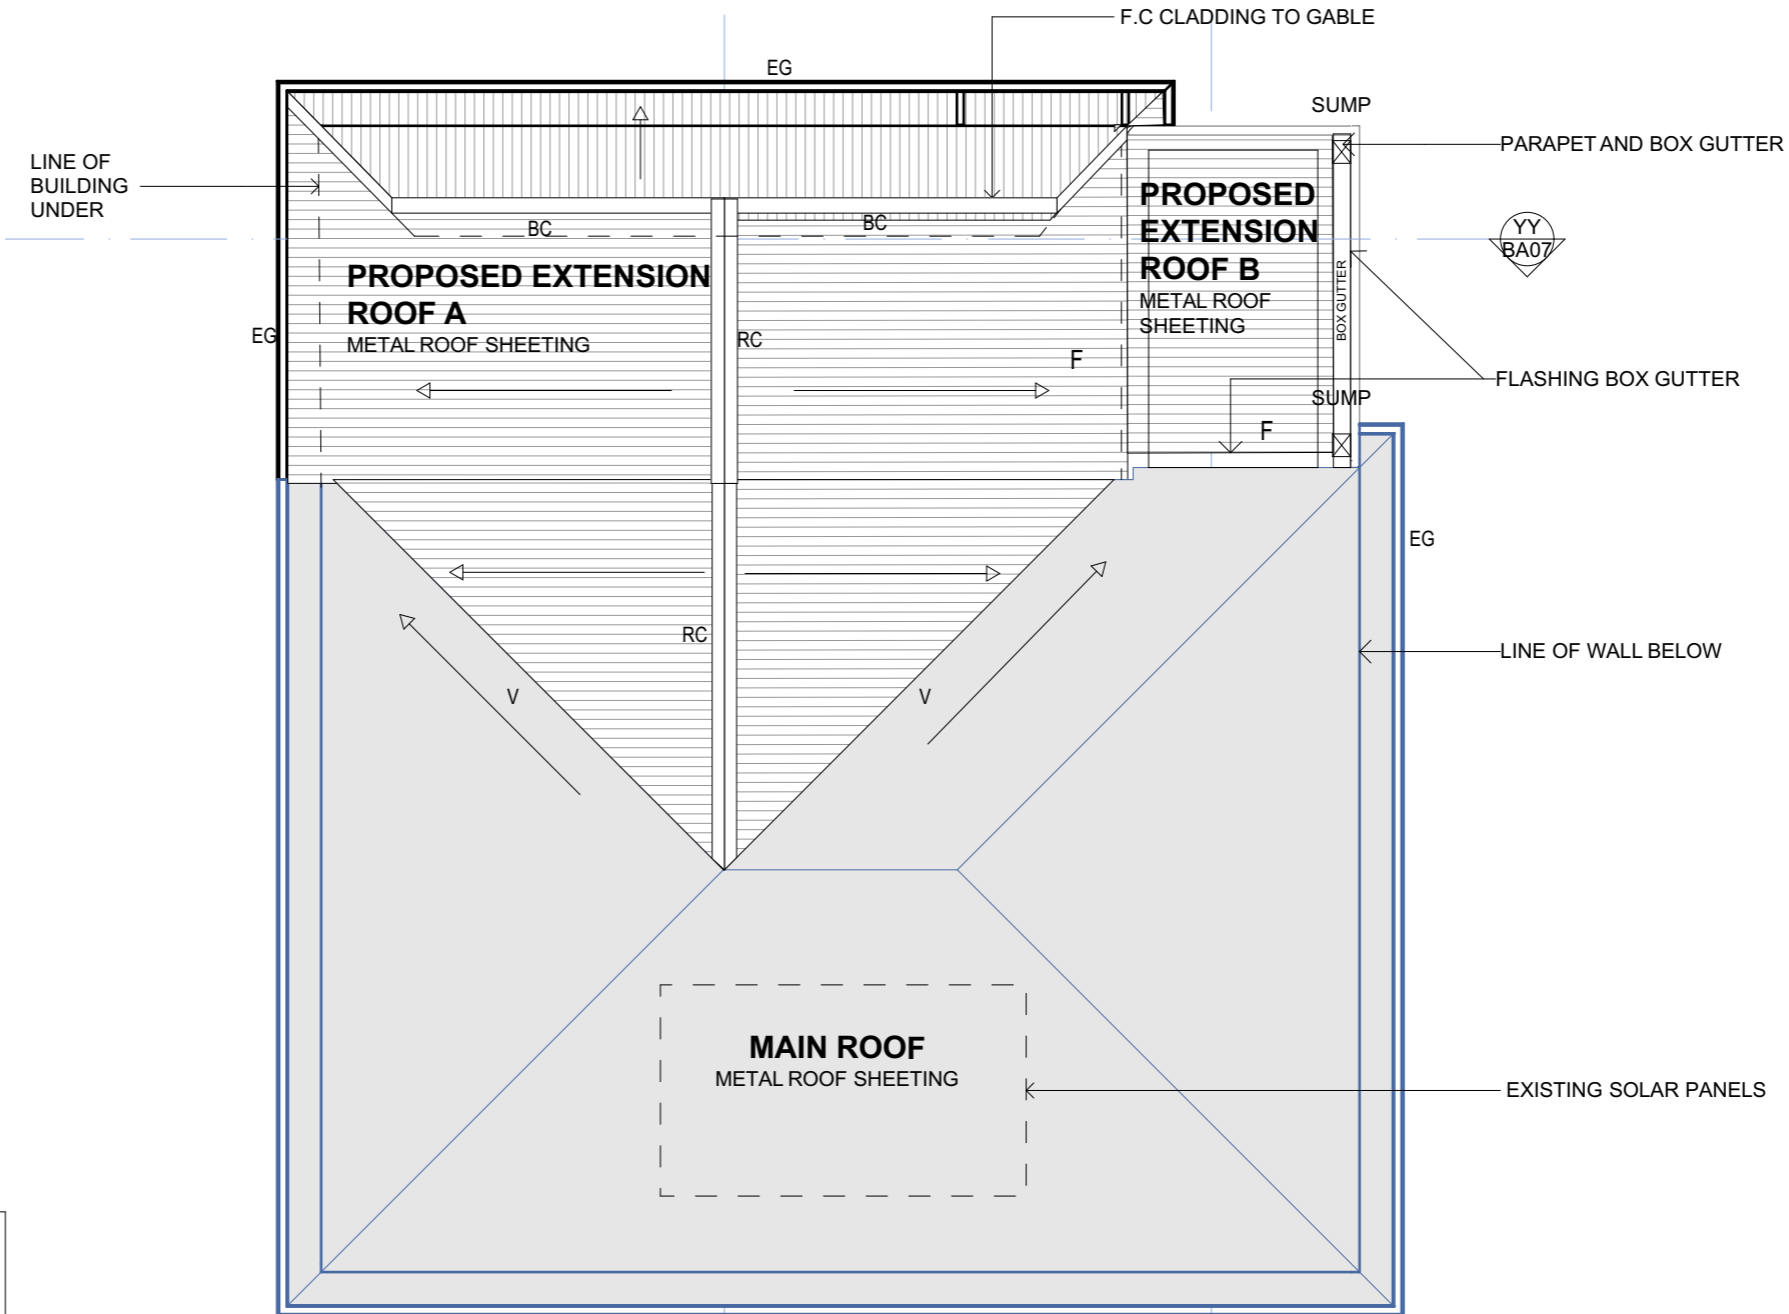 F.C CLADDING TO GABLE
EG
SUMP
PARAPET AND BOX GUTTER
LINE OF
BUILDING
UNDER
PROPOSED
EXTENSION
ROOF B
METAL ROOF
SHEETING
BC
BC
YY
BA07
PROPOSED EXTENSION
ROOF A
METAL ROOF SHEETING
BOX GUTTER
EG
RC
F
FLASHING BOX GUTTER
SUMP
F
EG
RC
LINE OF WALL BELOW
V
V
MAIN ROOF
METAL ROOF SHEETING
EXISTING SOLAR PANELS